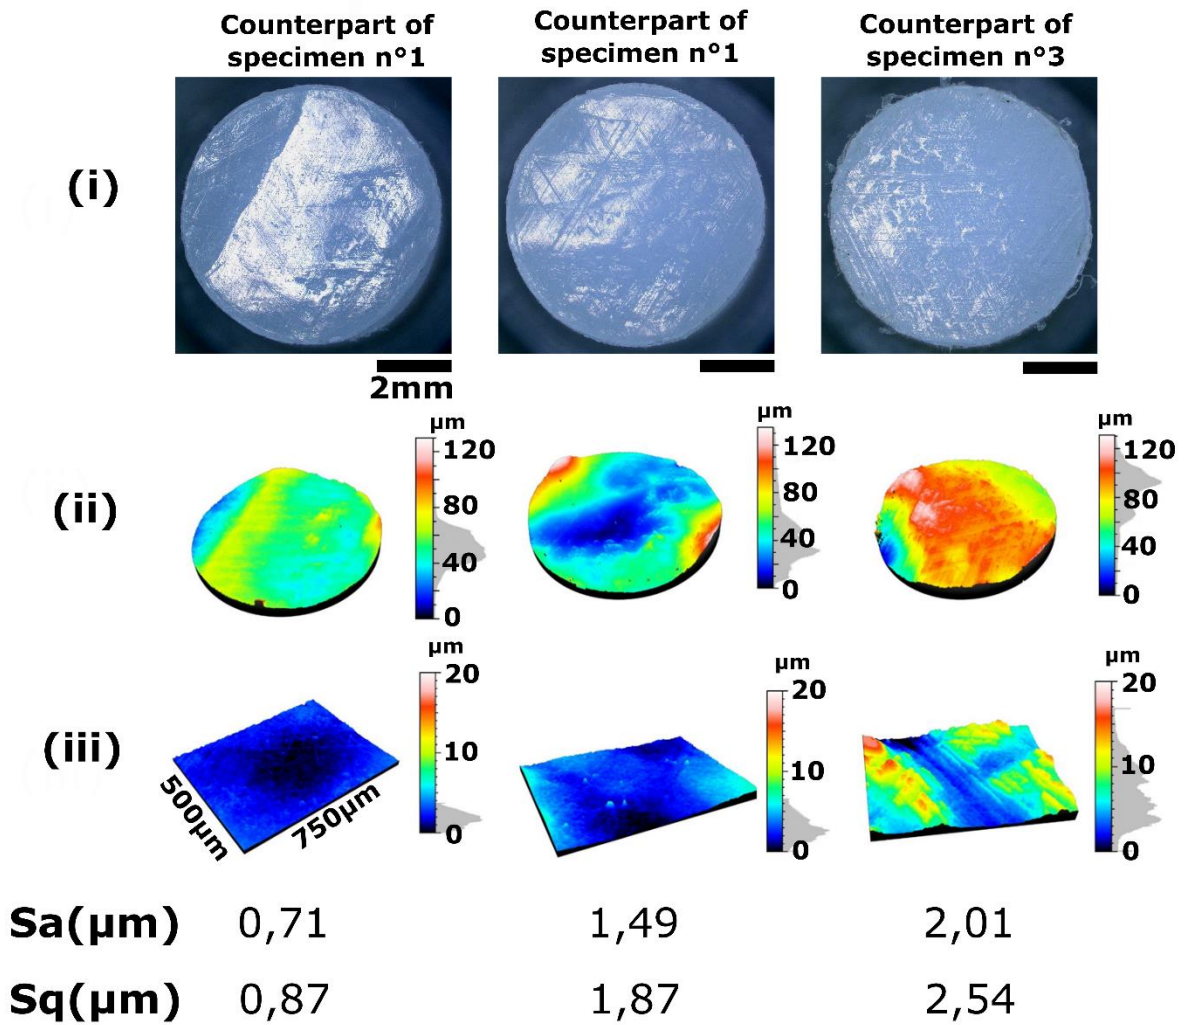 Counterpart of
specimen n°1
Counterpart of
specimen n°1
Counterpart of
specimen n°3
(i)
2mm
(ii)
µm
120
80
40
0
µm
120
80
40
0
µm
120
80
40
0
(iii)
µm
20
10
0
500µm
750µm
µm
20
10
0
µm
20
10
0
Sa(µm) 0,71 1,49 2,01
Sq(µm) 0,87 1,87 2,54